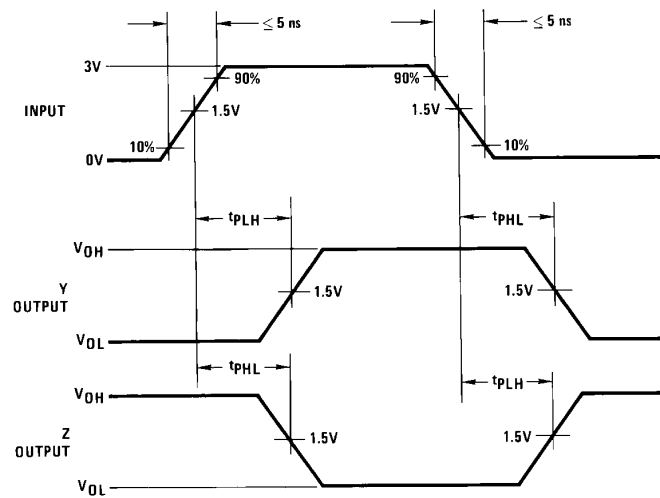 ≤ 5 ns ≤ 5 ns
3V
90% 90%
INPUT 1.5V 1.5V
10% 10%
0V
tPLH tPHL
VOH
Y
OUTPUT 1.5V 1.5V
VOL
tPHL tPLH
VOH
Z
OUTPUT 1.5V 1.5V
VOL